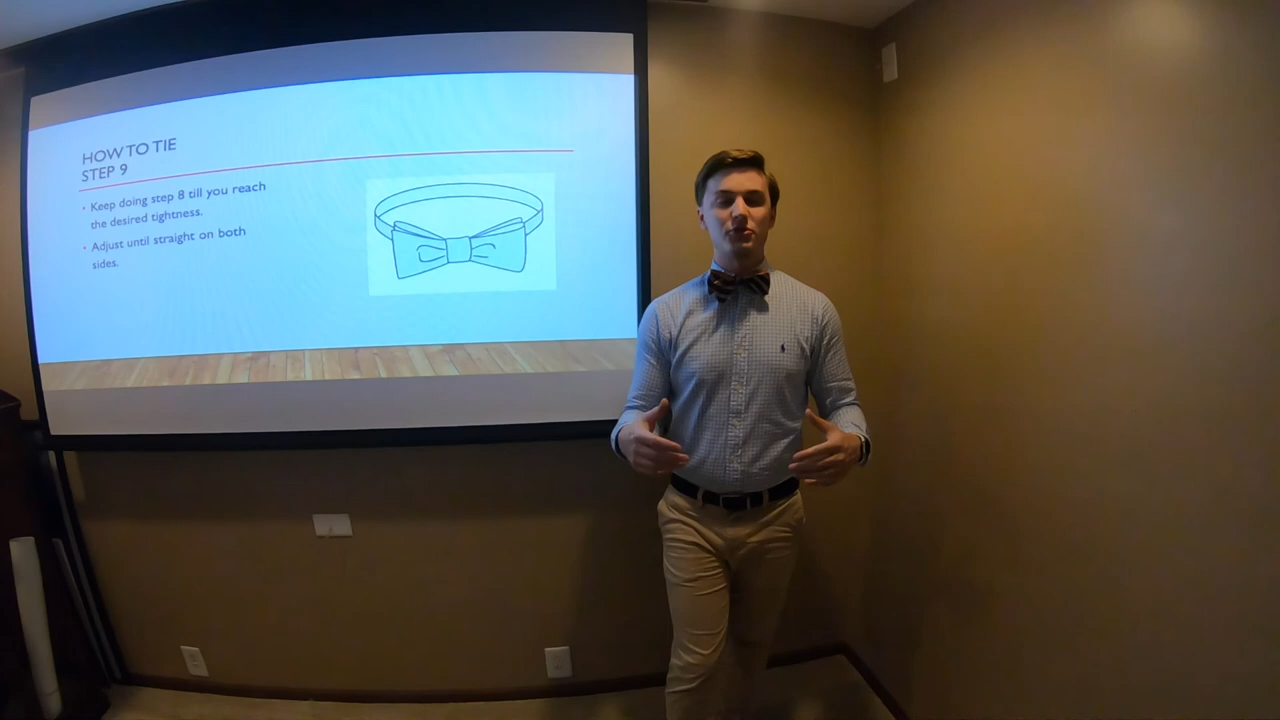 HOW TO TIE
STEP 9
• Keep doing step 8 till you reach
the desired tightness.
• Adjust until straight on both
sides.